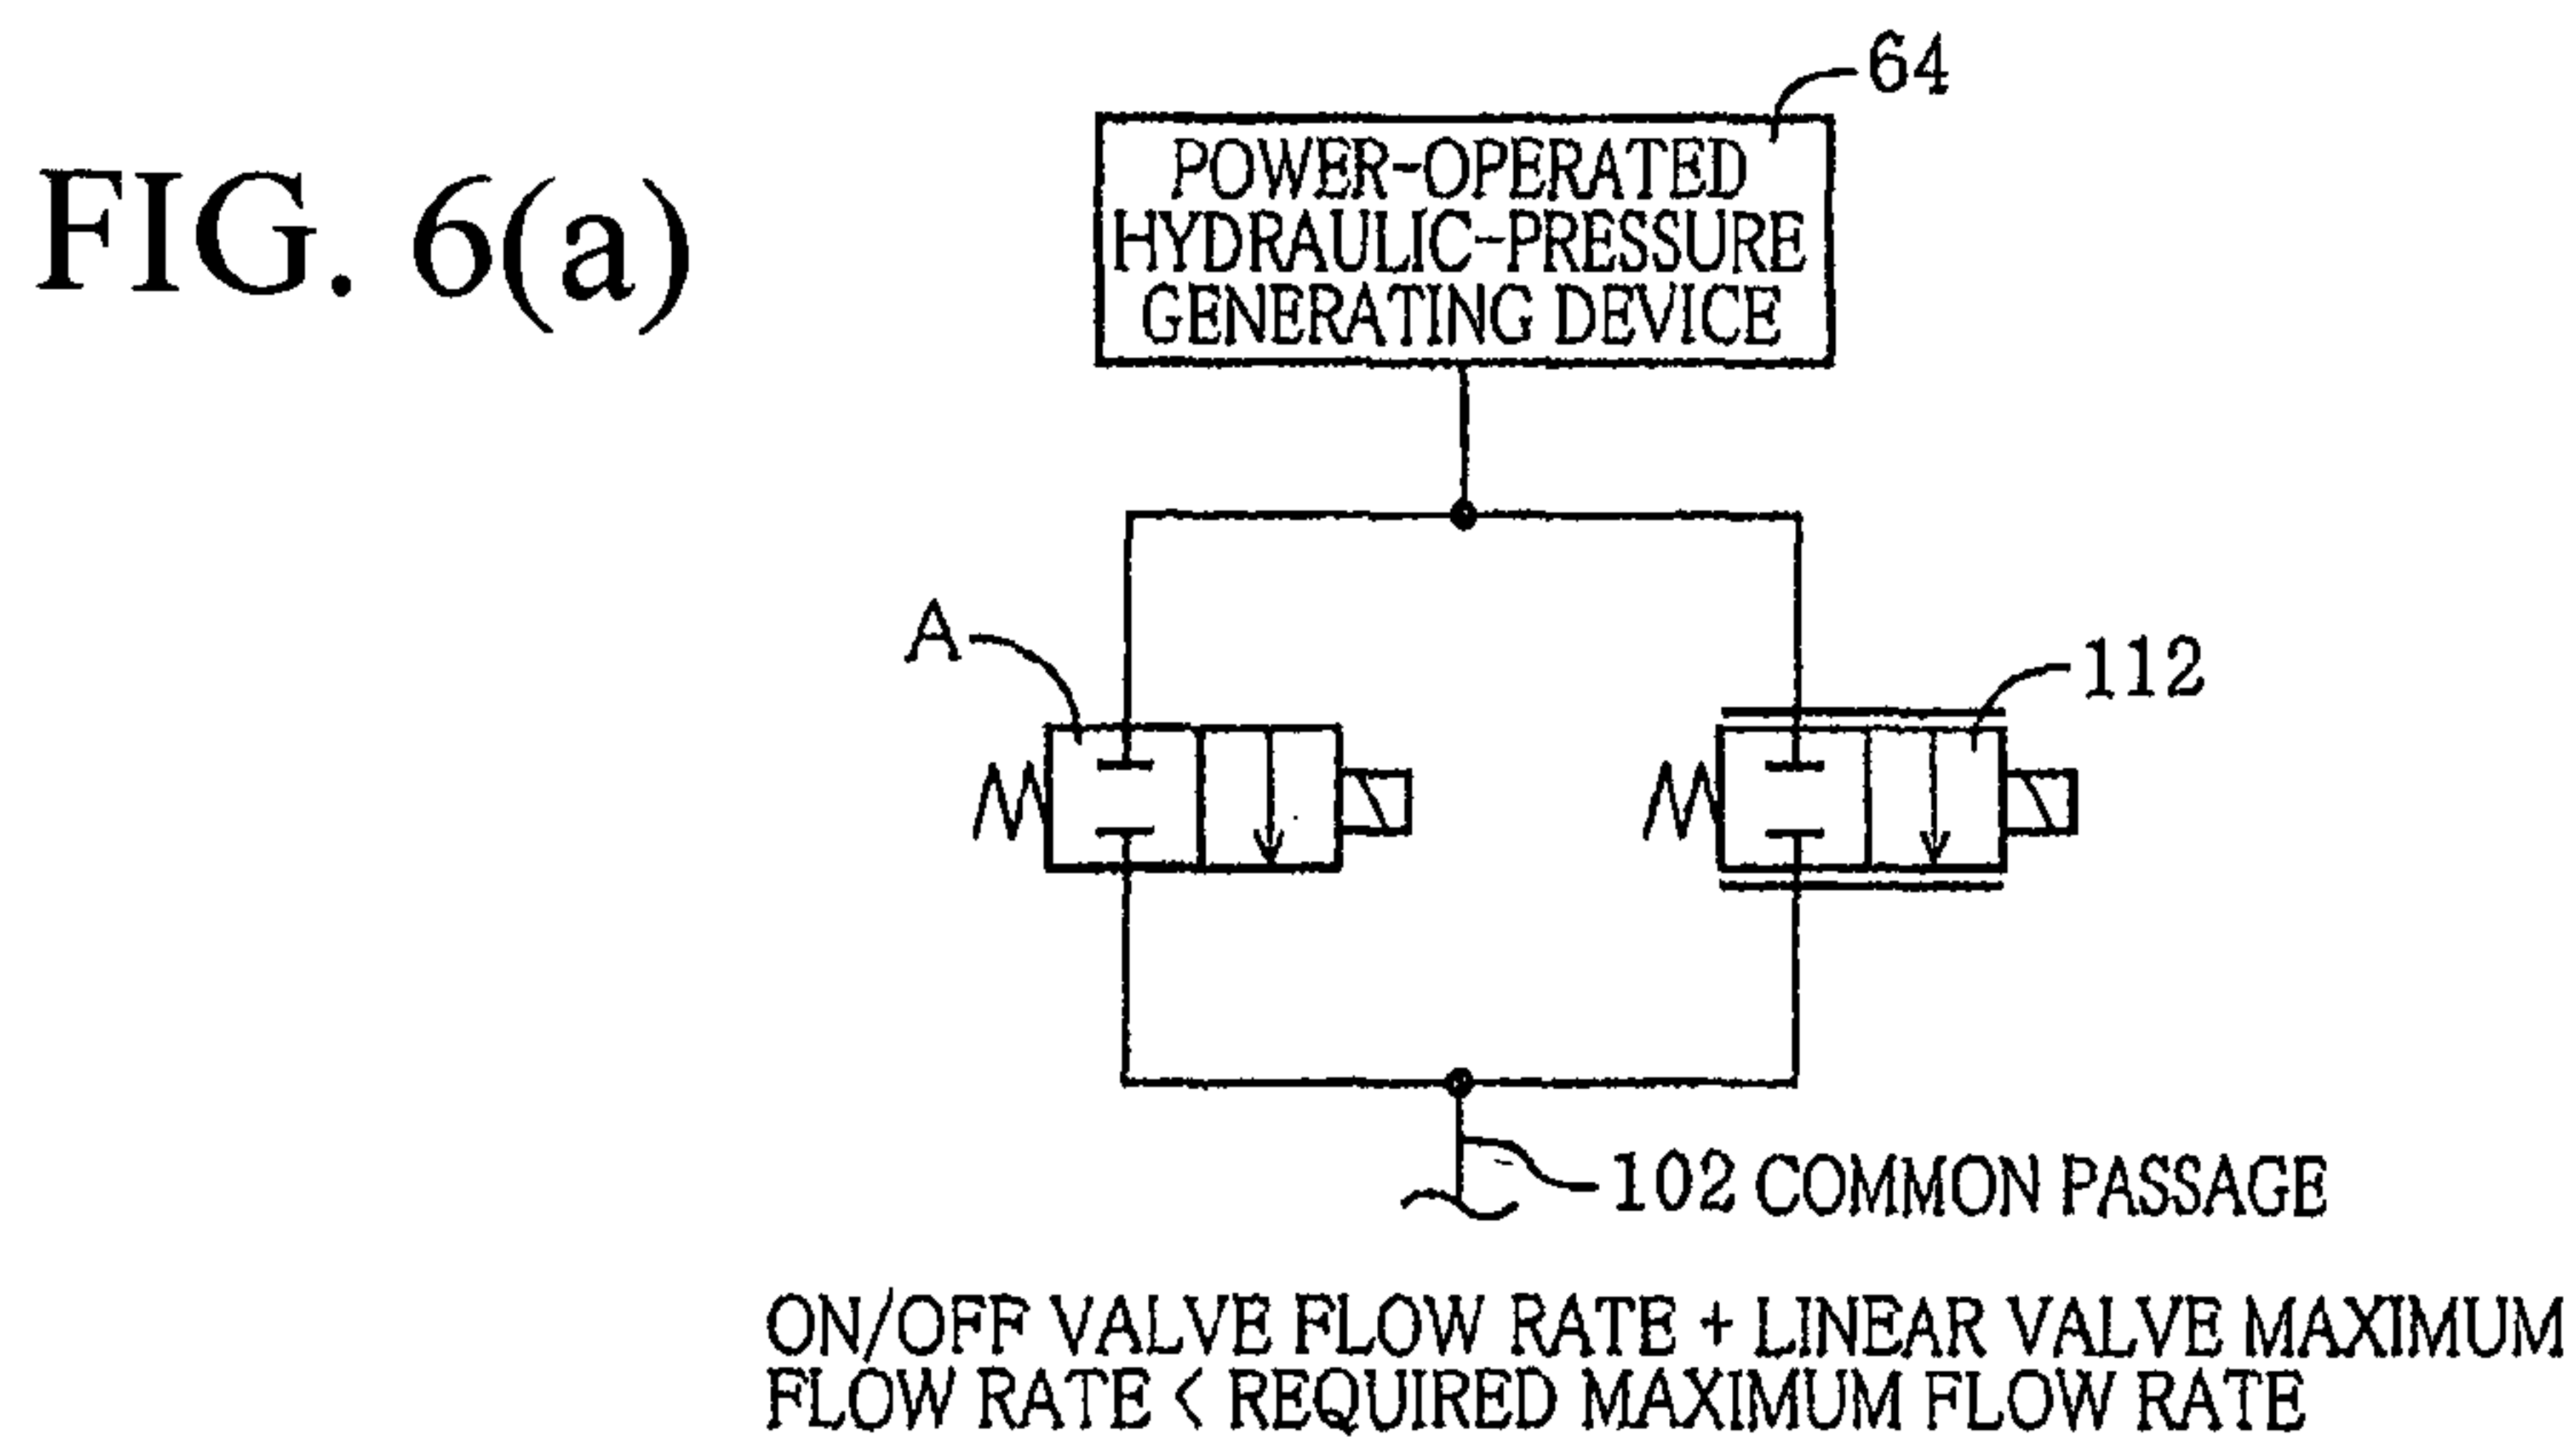 FIG. 6(a)
64
POWER-OPERATED
HYDRAULIC-PRESSURE
GENERATING DEVICE
A
112
102 COMMON PASSAGE
ON/OFF VALVE FLOW RATE + LINEAR VALVE MAXIMUM
FLOW RATE < REQUIRED MAXIMUM FLOW RATE